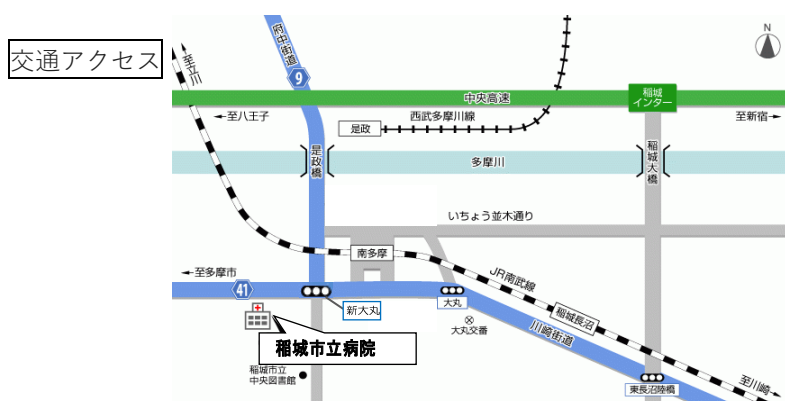 交通アクセス
N
府中街道
至立川
9
中央高速
稲城
インター
至八王子
西武多摩川線
至新宿
是政
是政橋
多摩川
稲城大橋
いちょう並木通り
南多摩
至多摩市
JR南武線
41
新大丸
大丸
稲城長沼
大丸交番
川崎街道
稲城市立病院
稲城市立
中央図書館
東長沼陸橋
至川崎